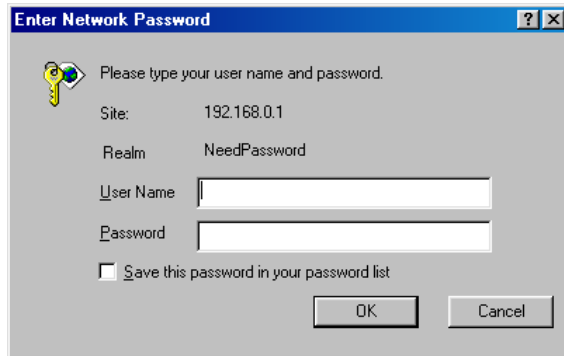 Enter Network Password
Please type your user name and password.
Site: 192.168.0.1
Realm NeedPassword
User Name
Password
Save this password in your password list
OK Cancel